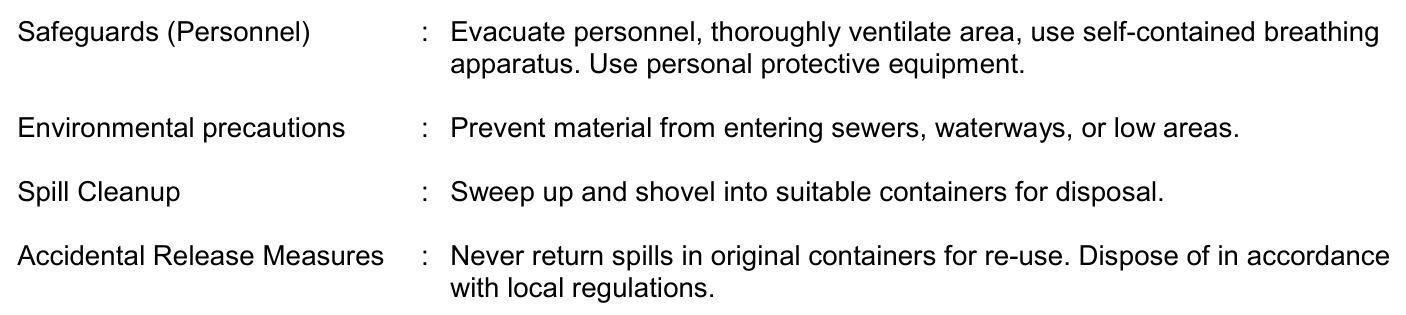 Safeguards (Personnel) : Evacuate personnel, thoroughly ventilate area, use self-contained breathing
apparatus. Use personal protective equipment.
Environmental precautions : Prevent material from entering sewers, waterways, or low areas.
Spill Cleanup : Sweep up and shovel into suitable containers for disposal.
Accidental Release Measures : Never return spills in original containers for re-use. Dispose of in accordance
with local regulations.